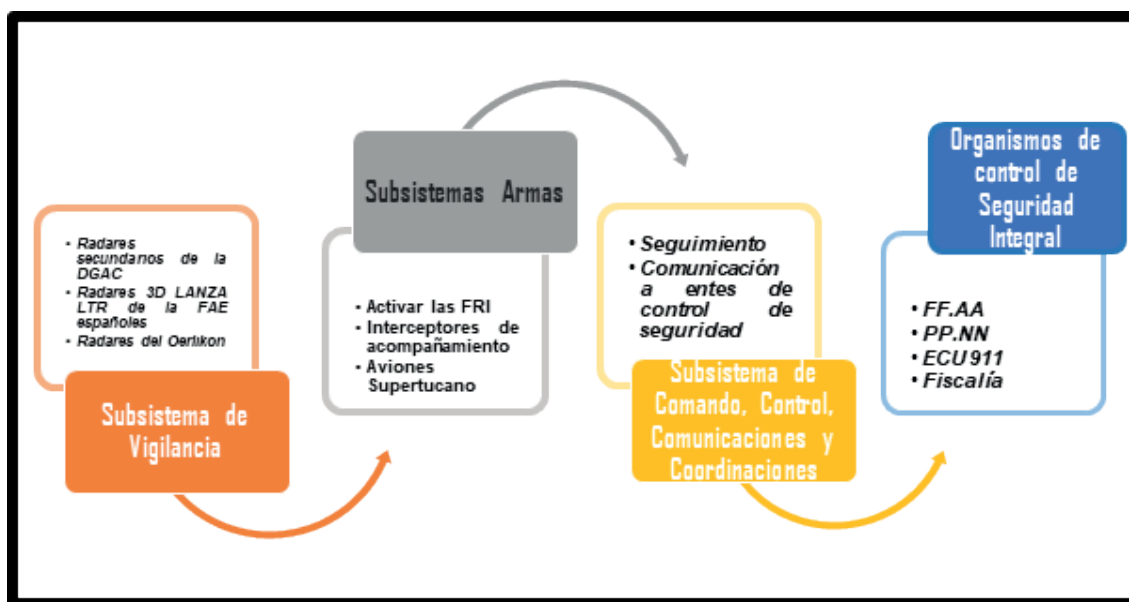 • Radares
secundarios de la
DGAC
• Radares 3D LANZA
LTR de la FAE
españoles
• Radares del Oerlikon
Subsistema de
Vigilancia
Subsistemas Armas
• Activar las FRI
• Interceptores de
acompañamiento
• Aviones
Supertucano
• Seguimiento
• Comunicación
a entes de
control de
seguridad
Subsistema de
Comando, Control,
Comunicaciones y
Coordinaciones
Organismos de
control de
Seguridad
Integral
• FF.AA
• PP.NN
• ECU911
• Fiscalía